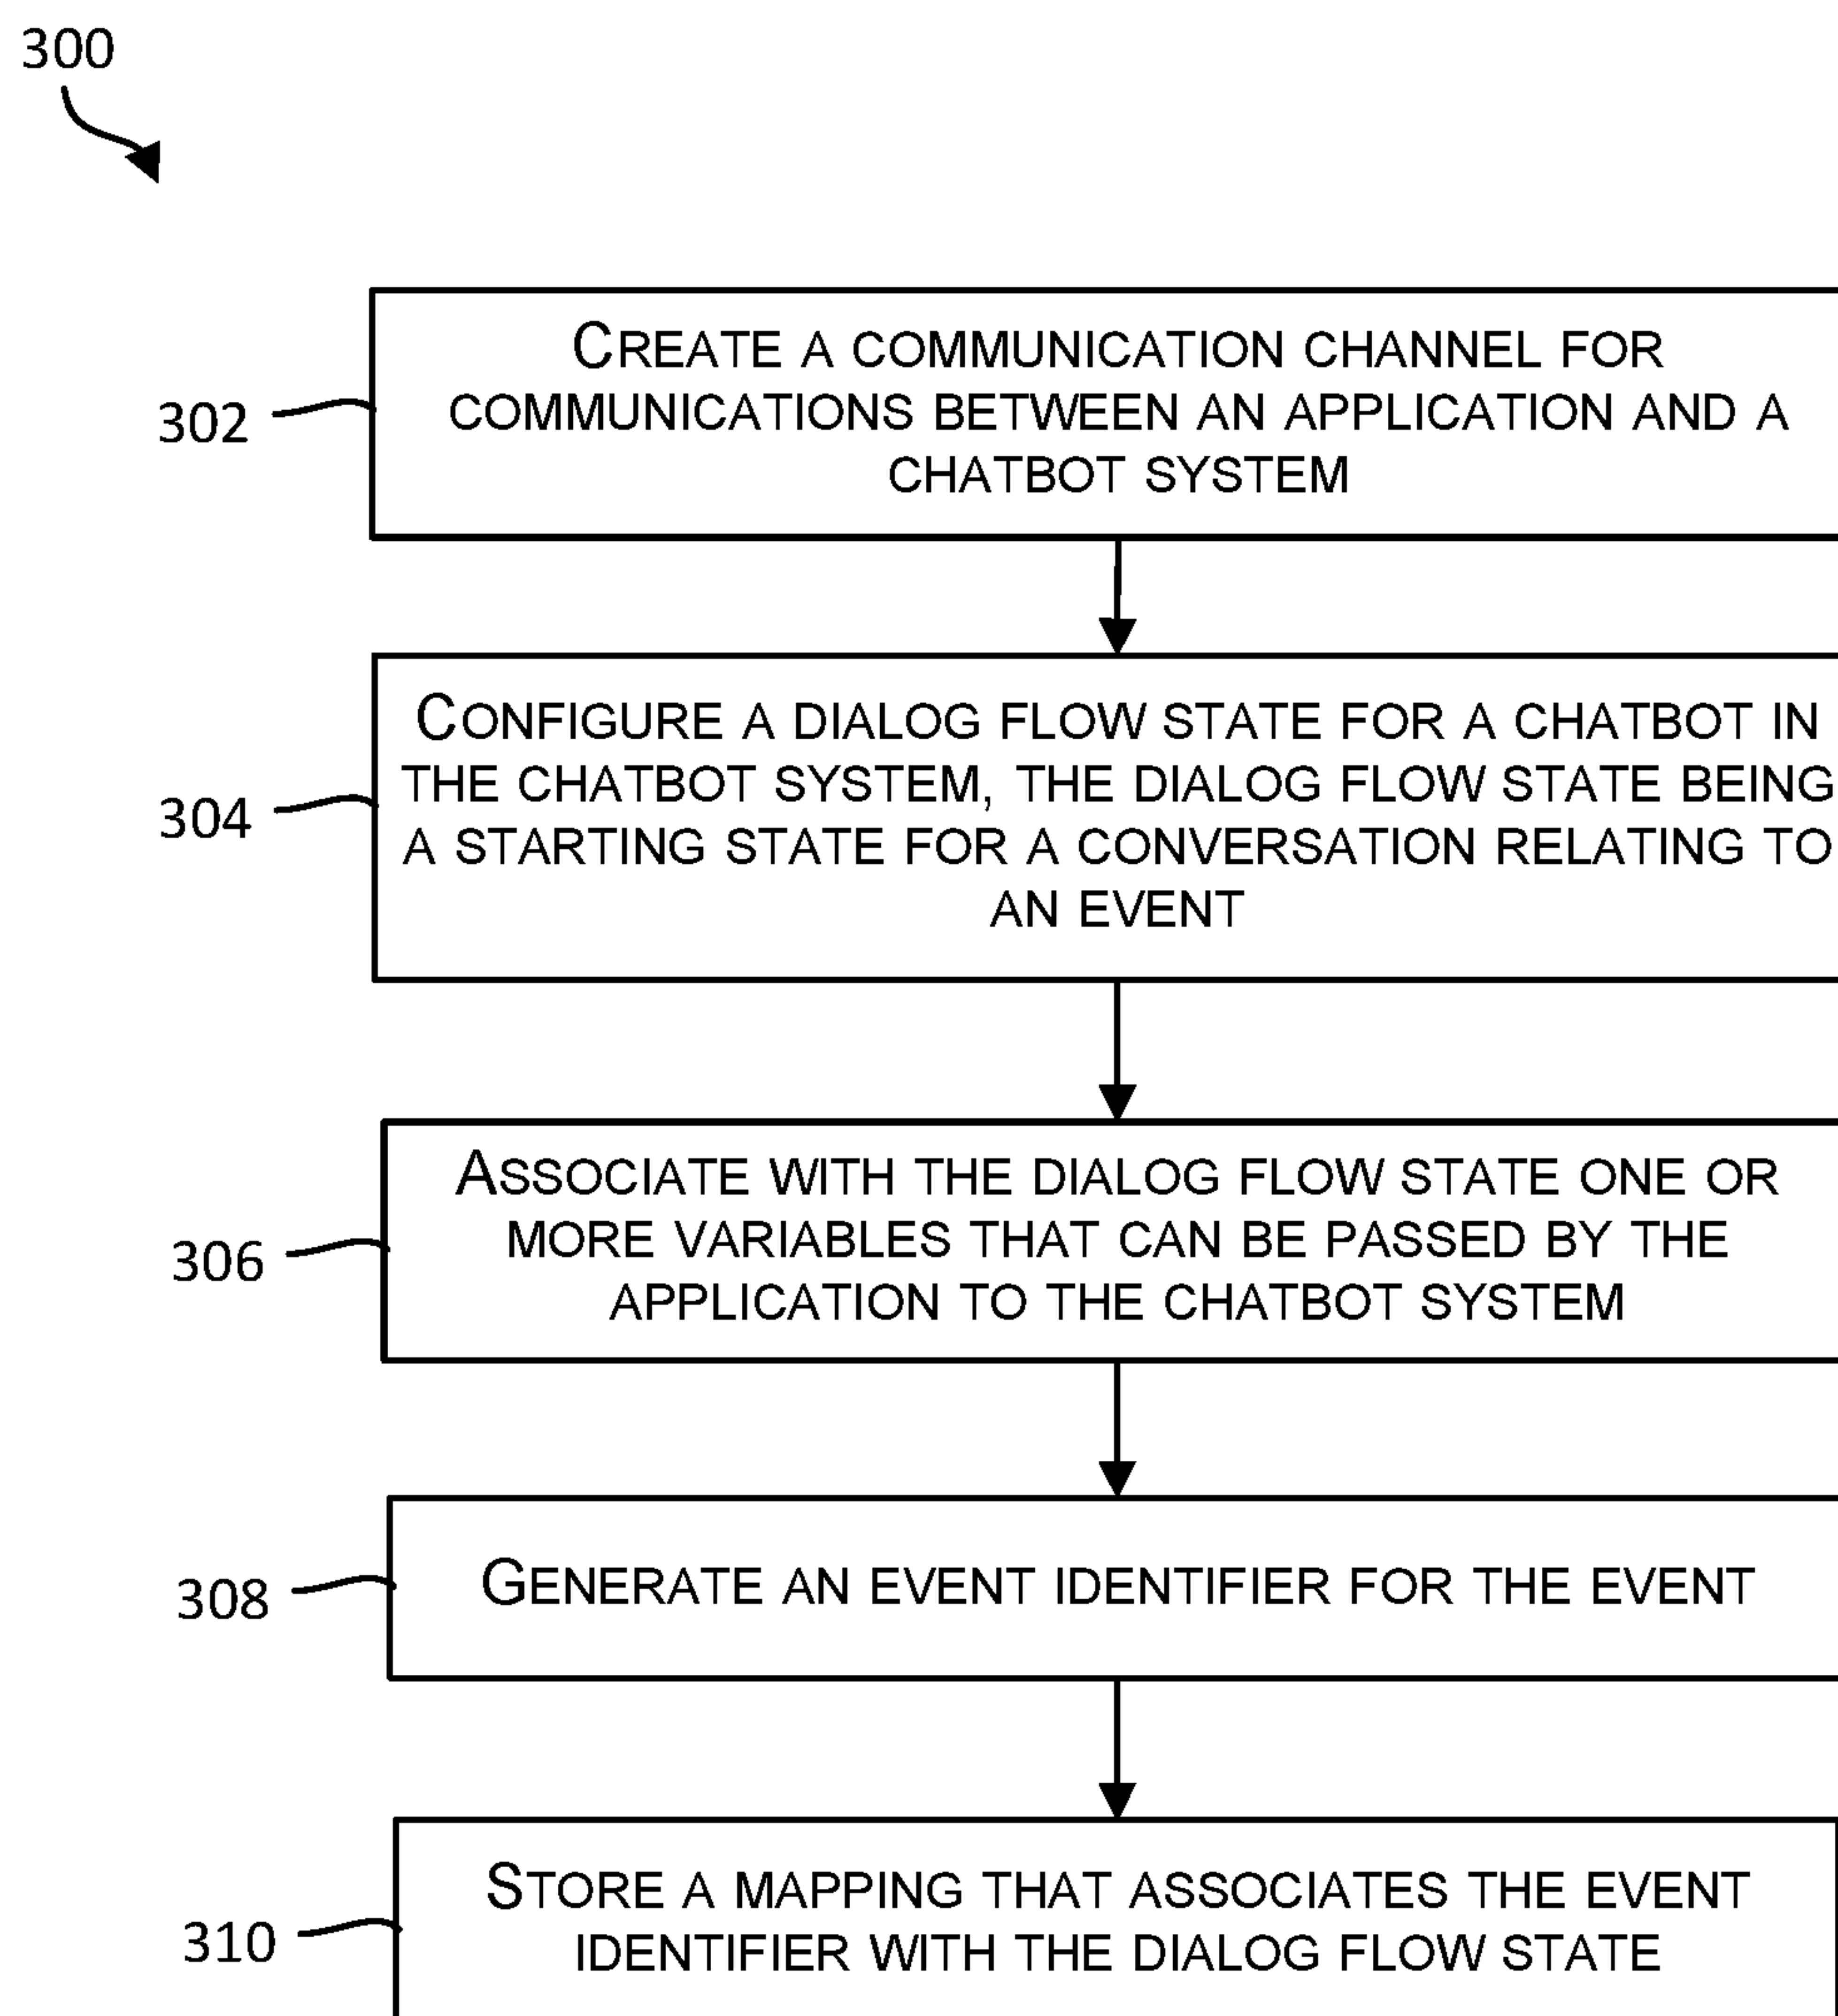 300
CREATE A COMMUNICATION CHANNEL FOR
COMMUNICATIONS BETWEEN AN APPLICATION AND A
CHATBOT SYSTEM
302
CONFIGURE A DIALOG FLOW STATE FOR A CHATBOT IN
THE CHATBOT SYSTEM, THE DIALOG FLOW STATE BEING
A STARTING STATE FOR A CONVERSATION RELATING TO
AN EVENT
304
ASSOCIATE WITH THE DIALOG FLOW STATE ONE OR
MORE VARIABLES THAT CAN BE PASSED BY THE
APPLICATION TO THE CHATBOT SYSTEM
306
GENERATE AN EVENT IDENTIFIER FOR THE EVENT
308
STORE A MAPPING THAT ASSOCIATES THE EVENT
IDENTIFIER WITH THE DIALOG FLOW STATE
310